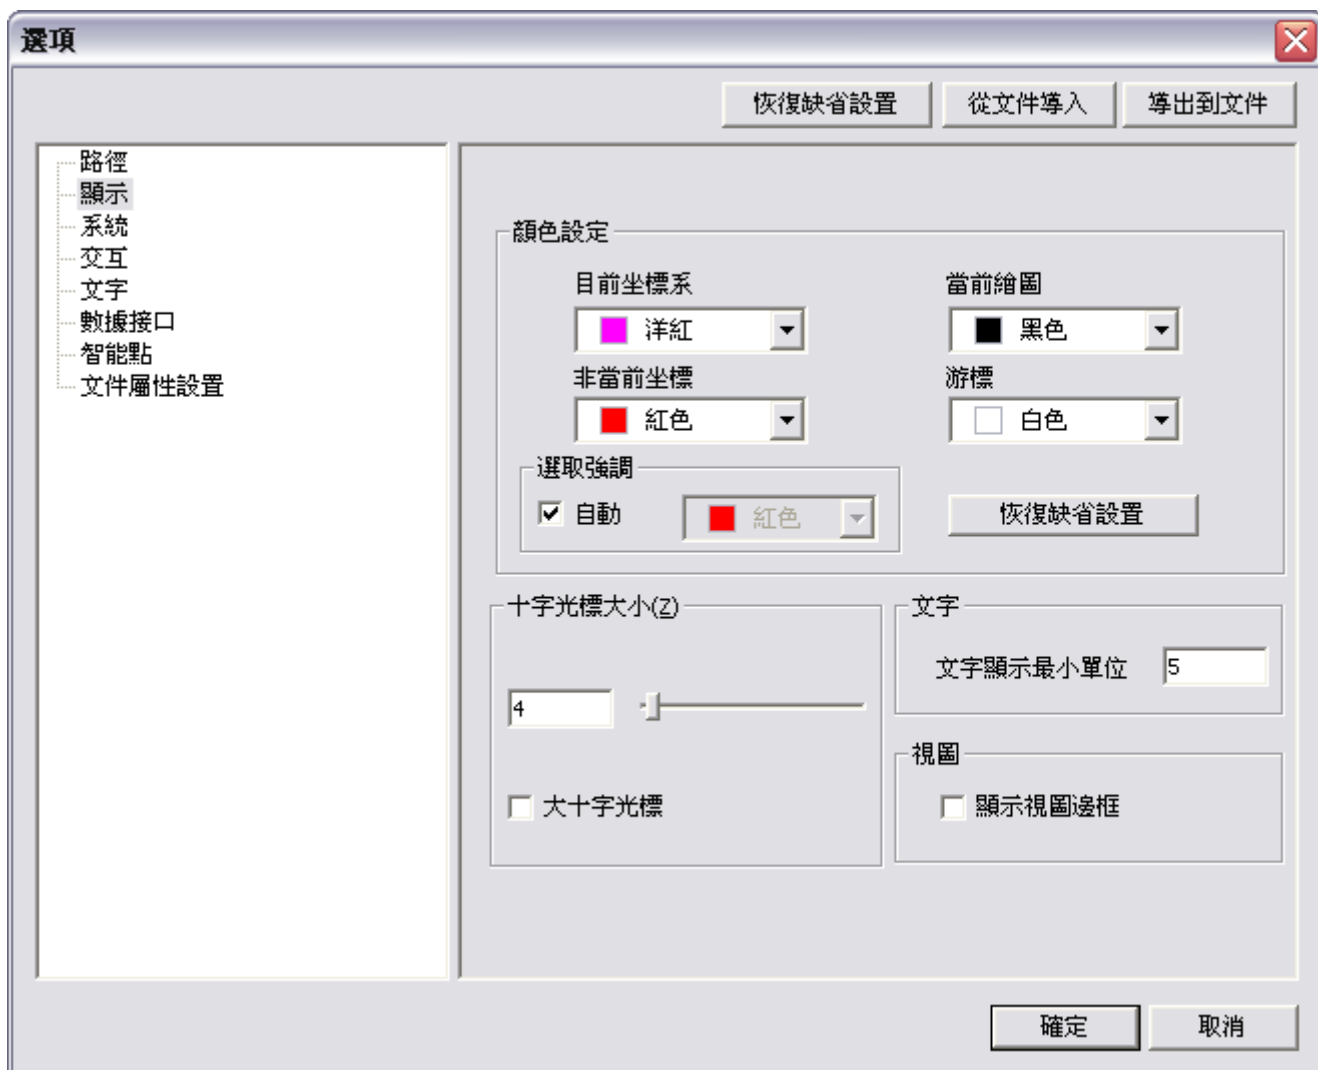 選項
恢復缺省設置 從文件導入 導出到文件
路徑
顯示
系統
交互
文字
數據接口
智能點
文件屬性設置
顏色設定
目前坐標系 當前繪圖
洋紅 黑色
非當前坐標 游標
紅色 白色
選取強調
自動 紅色 恢復缺省設置
十字光標大小(Z)
4
大十字光標
文字
文字顯示最小單位 5
視圖
顯示視圖邊框
確定 取消